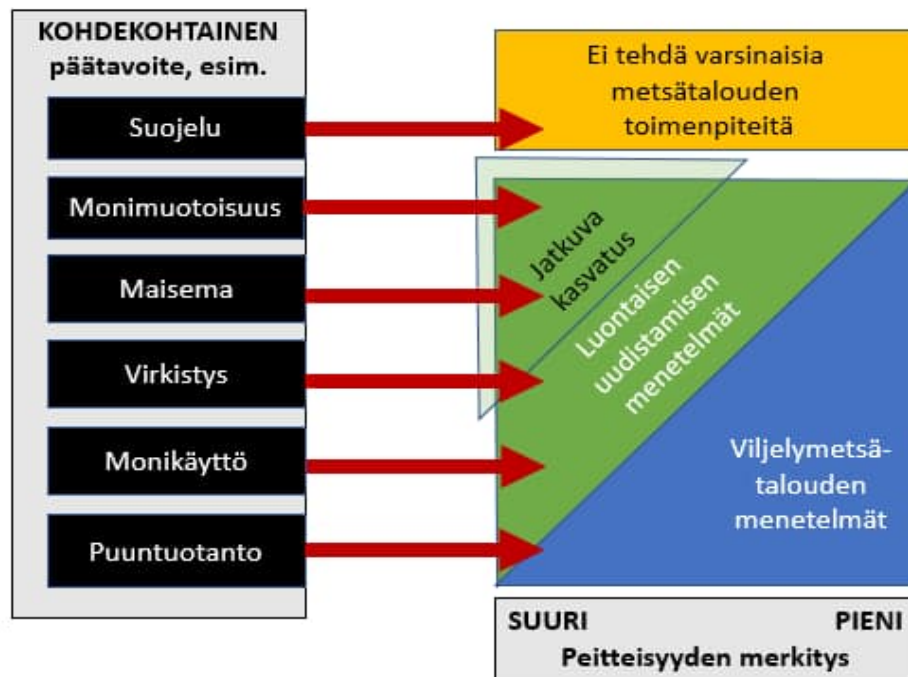 KOHDEKOHTAINEN
päätavoite, esim.
Suojelu
Monimuotoisuus
Maisema
Virkistys
Monikäyttö
Puuntuotanto
Ei tehdä varsinaisia
metsätalouden
toimenpiteitä
Jatkuva
kasvatus
Luontaisen
uudistamisen
menetelmät
Viljelymetsä-
talouden
menetelmät
SUURI PIENI
Peitteisyyden merkitys